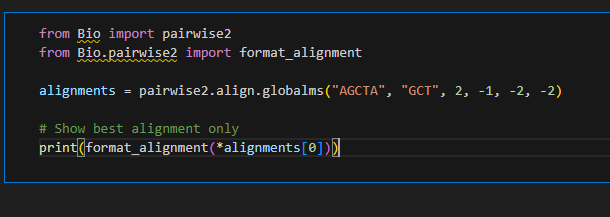 from Bio import pairwise2
from Bio.pairwise2 import format_alignment
alignments = pairwise2.align.globalms("AGCTA", "GCT", 2, -1, -2, -2)
# Show best alignment only
print(format_alignment(*alignments[0]))